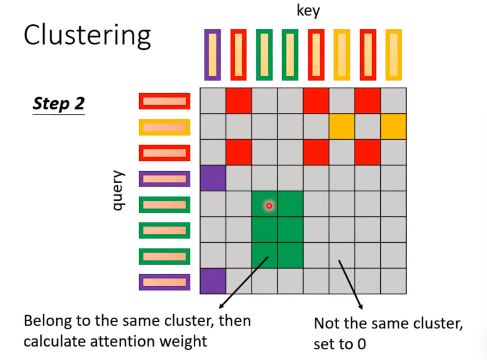 key
Clustering
Step 2
query
Belong to the same cluster, then
calculate attention weight
Not the same cluster,
set to 0